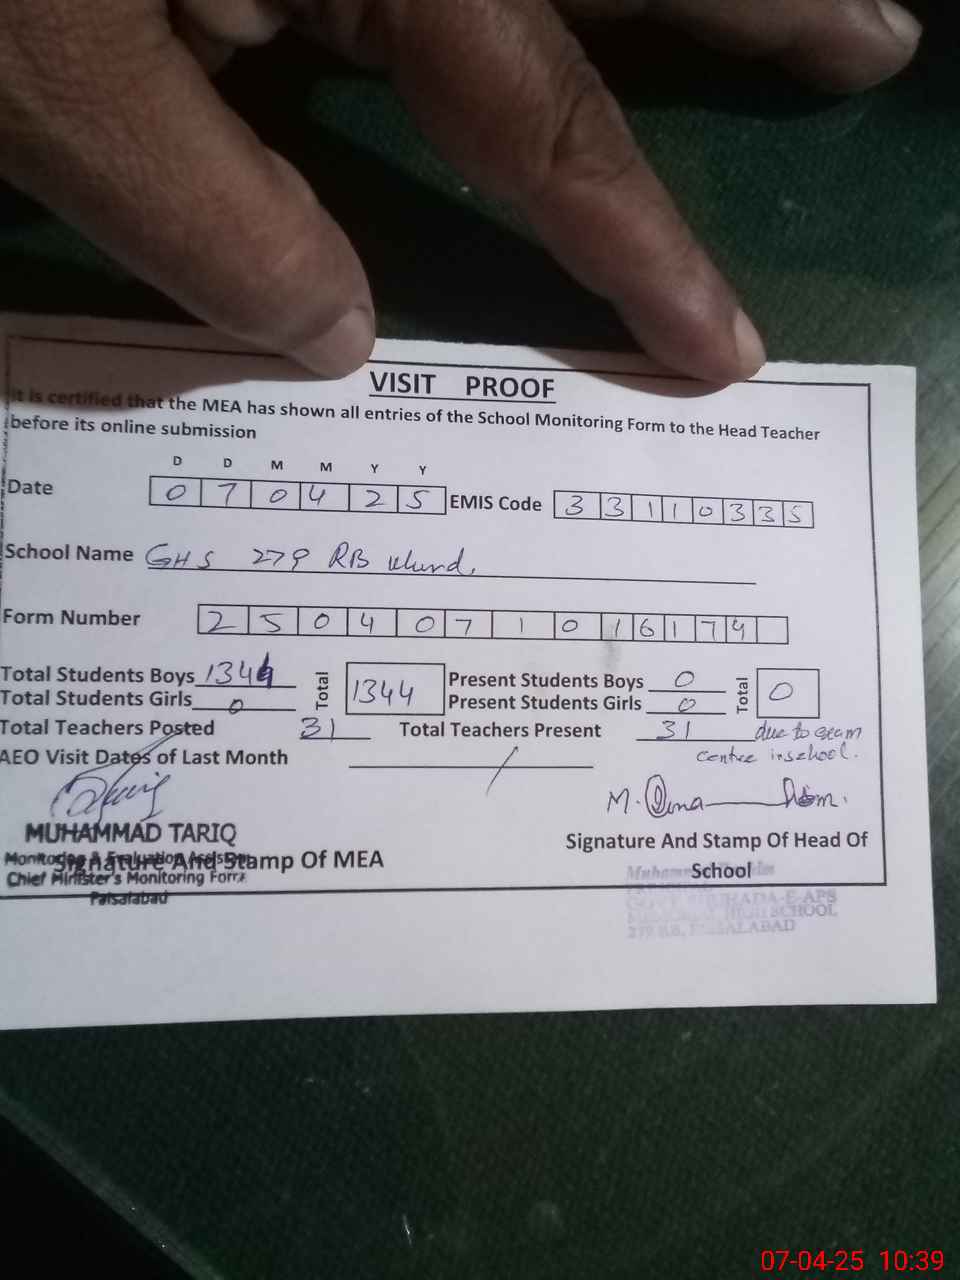 VISIT PROOF
It is certified that the MEA has shown all entries of the School Monitoring Form to the Head Teacher
before its online submission
D D M M Y Y
Date 0 7 0 4 2 5 EMIS Code 3 3 1 1 0 3 3 5
School Name GHS 279 RB
Form Number 2 5 0 4 0 7 1 0 1 6 1 7 4
Total Students Boys 1344 Total 1344 Present Students Boys 0 Total 0
Total Students Girls 0 Present Students Girls 0
Total Teachers Posted 31 Total Teachers Present 31 due to exam
centre in school.
AEO Visit Dates of Last Month
MUHAMMAD TARIQ
Monitoring & Evaluation
Signature And Stamp Of MEA
Chief Minister's Monitoring Force
Faisalabad
Signature And Stamp Of Head Of
School
SHUHADA-E-APS
HIGH SCHOOL
279 R.B, FAISALABAD
07-04-25 10:39